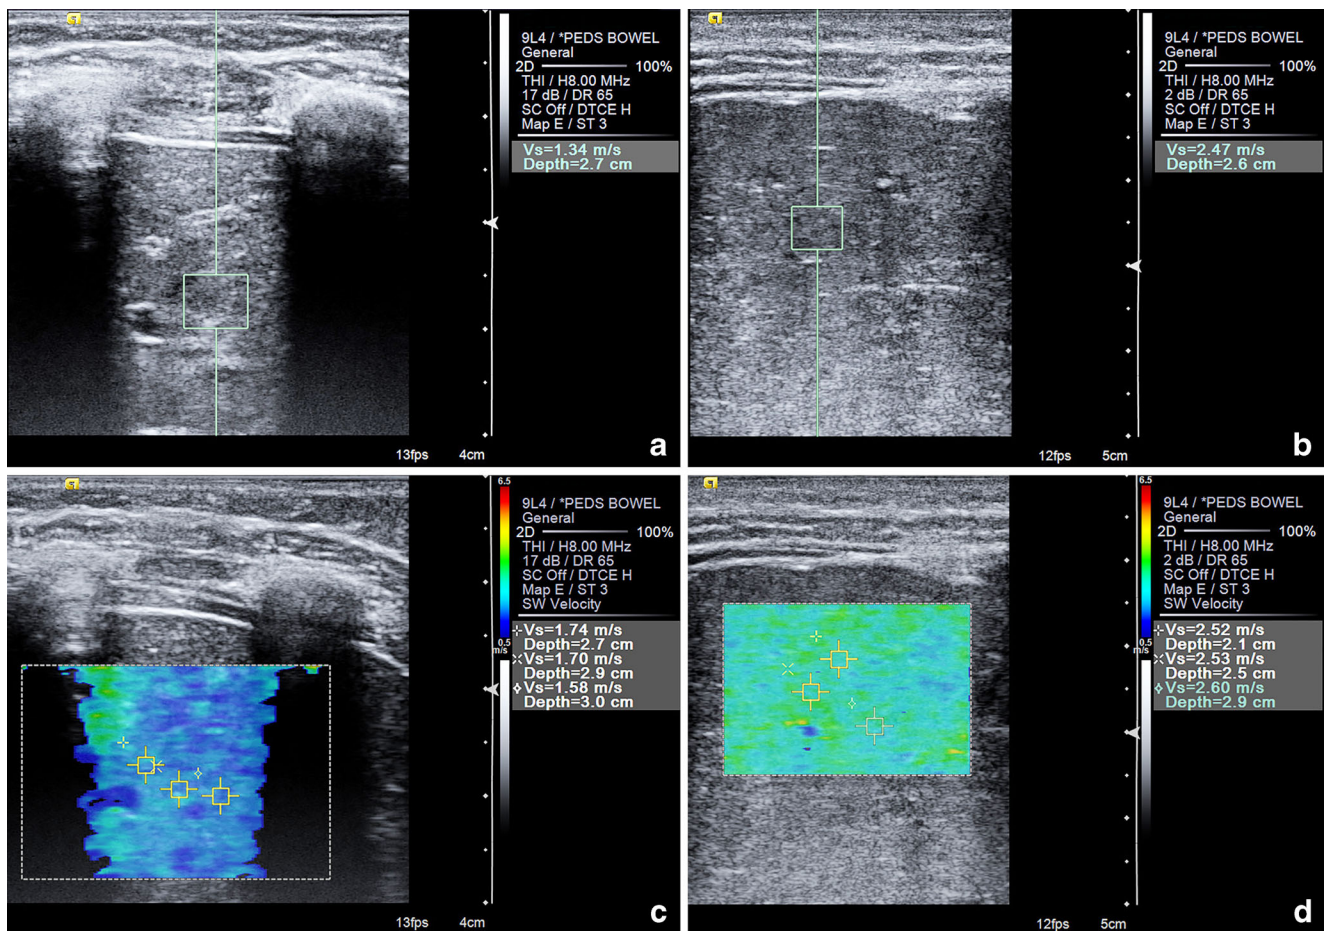 9L4 / *PEDS BOWEL
General
2D 100%
THI / H8.00 MHz
17 dB / DR 65
SC Off / DTCE H
Map E / ST 3
Vs=1.34 m/s
Depth=2.7 cm
13fps 4cm
a
9L4 / *PEDS BOWEL
General
2D 100%
THI / H8.00 MHz
2 dB / DR 65
SC Off / DTCE H
Map E / ST 3
Vs=2.47 m/s
Depth=2.6 cm
12fps 5cm
b
6.5
9L4 / *PEDS BOWEL
General
2D 100%
THI / H8.00 MHz
17 dB / DR 65
SC Off / DTCE H
Map E / ST 3
SW Velocity
Vs=1.74 m/s
Depth=2.7 cm
Vs=1.70 m/s
Depth=2.9 cm
Vs=1.58 m/s
Depth=3.0 cm
0.5
m/s
13fps 4cm
c
6.5
9L4 / *PEDS BOWEL
General
2D 100%
THI / H8.00 MHz
2 dB / DR 65
SC Off / DTCE H
Map E / ST 3
SW Velocity
Vs=2.52 m/s
Depth=2.1 cm
Vs=2.53 m/s
Depth=2.5 cm
Vs=2.60 m/s
Depth=2.9 cm
0.5
m/s
12fps 5cm
d